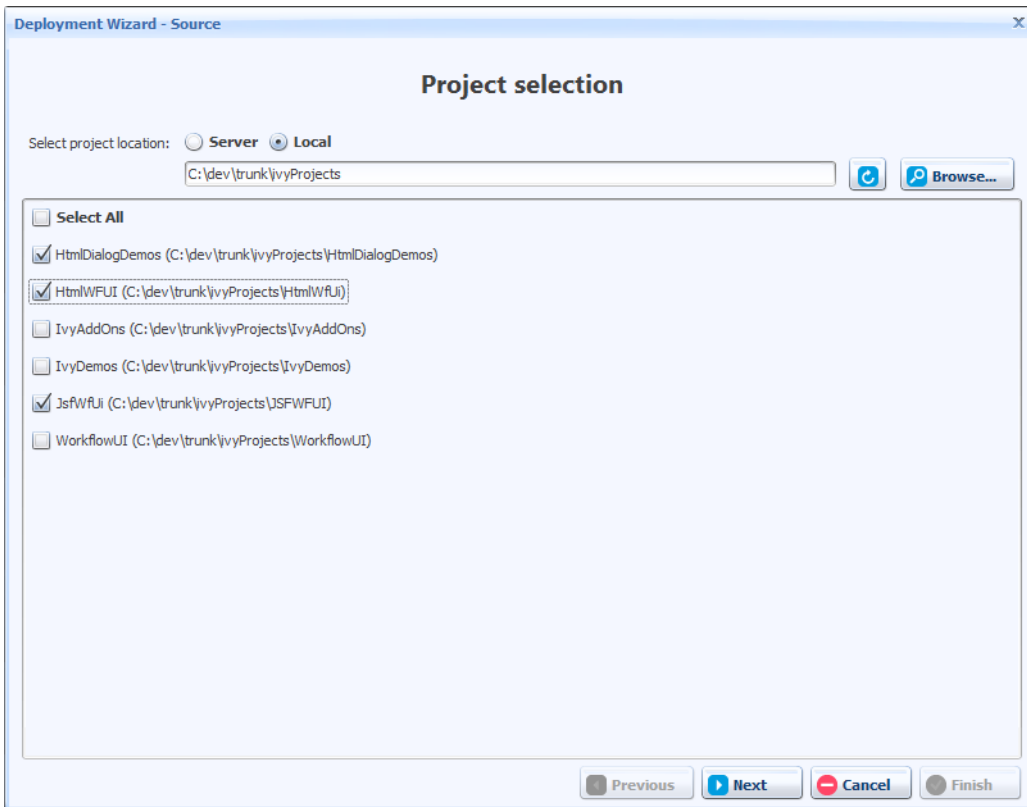 Deployment Wizard - Source
Project selection
Select project location: Server Local
C:\dev\trunk\ivyProjects Browse...
Select All
HtmlDialogDemos (C:\dev\trunk\ivyProjects\HtmlDialogDemos)
HtmlWFUI (C:\dev\trunk\ivyProjects\HtmlWfUi)
IvyAddOns (C:\dev\trunk\ivyProjects\IvyAddOns)
IvyDemos (C:\dev\trunk\ivyProjects\IvyDemos)
JsfWfUi (C:\dev\trunk\ivyProjects\JSFWFUI)
WorkflowUI (C:\dev\trunk\ivyProjects\WorkflowUI)
Previous Next Cancel Finish